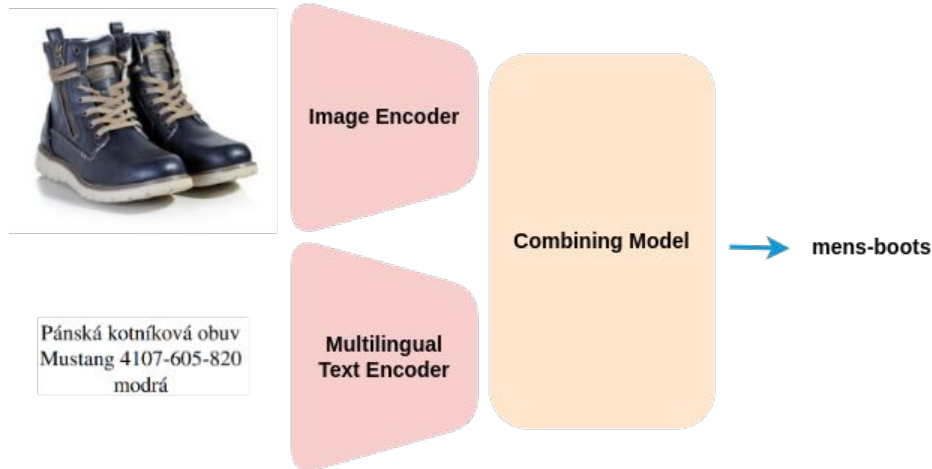 Image Encoder
Combining Model
mens-boots
Pánská kotníková obuv
Mustang 4107-605-820
modrá
Multilingual
Text Encoder